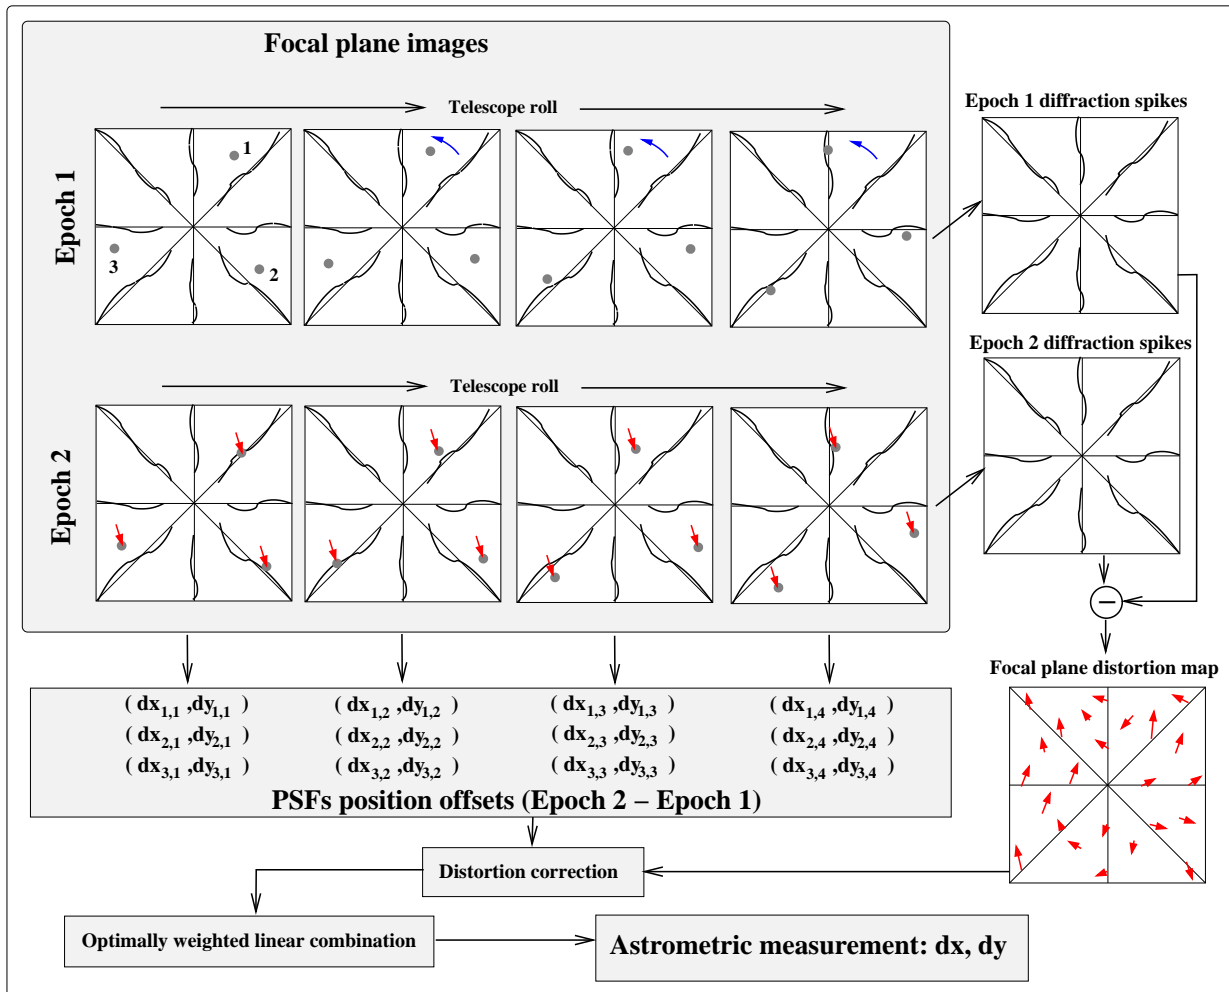 Focal plane images
Telescope roll
Epoch 1 diffraction spikes
Epoch 1
1
2
3
Epoch 2 diffraction spikes
Telescope roll
Epoch 2
Focal plane distortion map
( dx1,1 ,dy1,1 ) ( dx1,2 ,dy1,2 ) ( dx1,3 ,dy1,3 ) ( dx1,4 ,dy1,4 )
( dx2,1 ,dy2,1 ) ( dx2,2 ,dy2,2 ) ( dx2,3 ,dy2,3 ) ( dx2,4 ,dy2,4 )
( dx3,1 ,dy3,1 ) ( dx3,2 ,dy3,2 ) ( dx3,3 ,dy3,3 ) ( dx3,4 ,dy3,4 )
PSFs position offsets (Epoch 2 – Epoch 1)
Distortion correction
Optimally weighted linear combination
Astrometric measurement: dx, dy